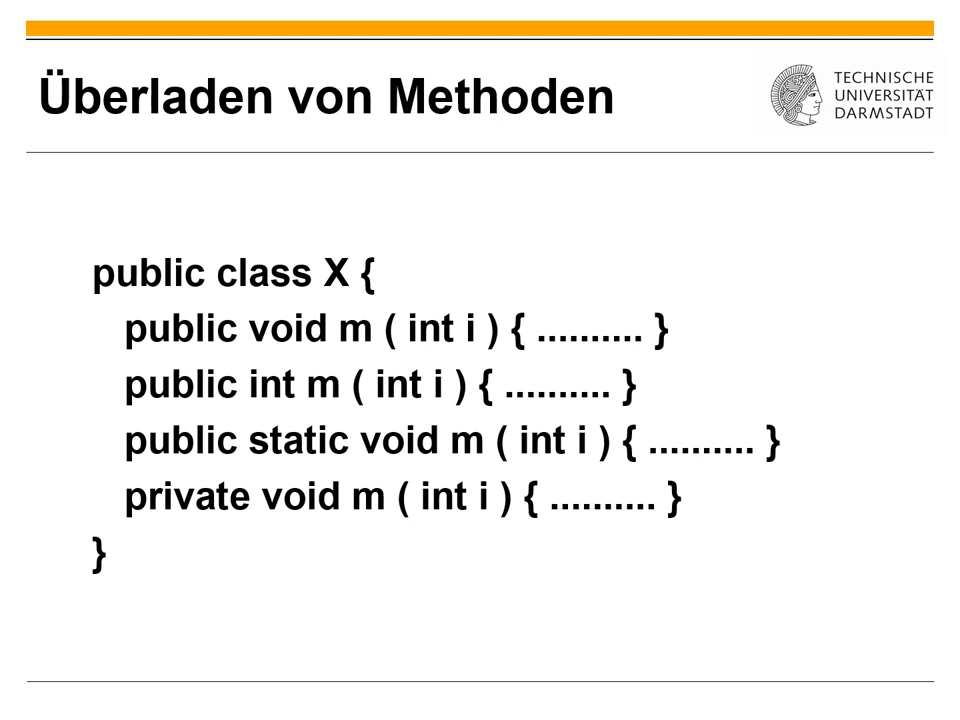 Überladen von Methoden
TECHNISCHE
UNIVERSITÄT
DARMSTADT
public class X {
public void m ( int i ) { .......... }
public int m ( int i ) { .......... }
public static void m ( int i ) { .......... }
private void m ( int i ) { .......... }
}